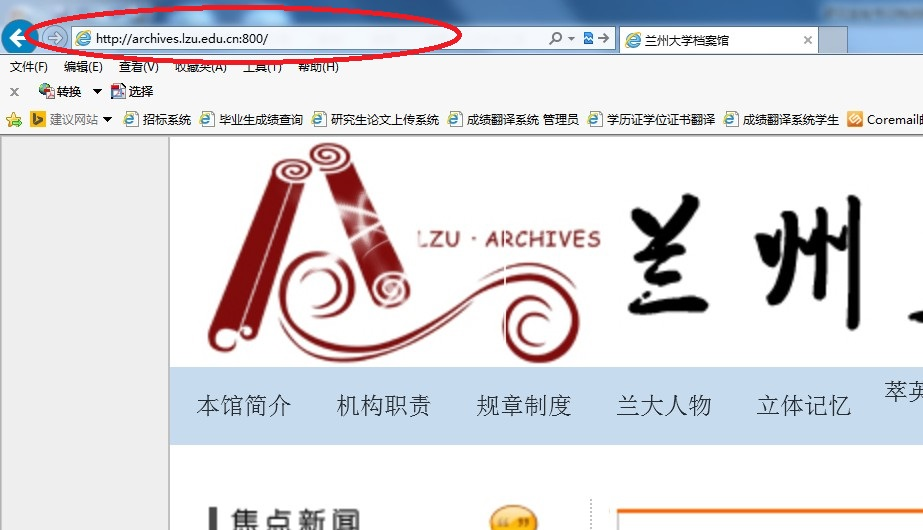 http://archives.lzu.edu.cn:800/
兰州大学档案馆
文件(F) 编辑(E) 查看(V) 收藏夹(A) 工具(T) 帮助(H)
x 转换 选择
建议网站 招标系统 毕业生成绩查询 研究生论文上传系统 成绩翻译系统 管理员 学历证学位证书翻译 成绩翻译系统学生 Coremail
LZU · ARCHIVES
兰州
本馆简介 机构职责 规章制度 兰大人物 立体记忆 萃英
焦点新闻